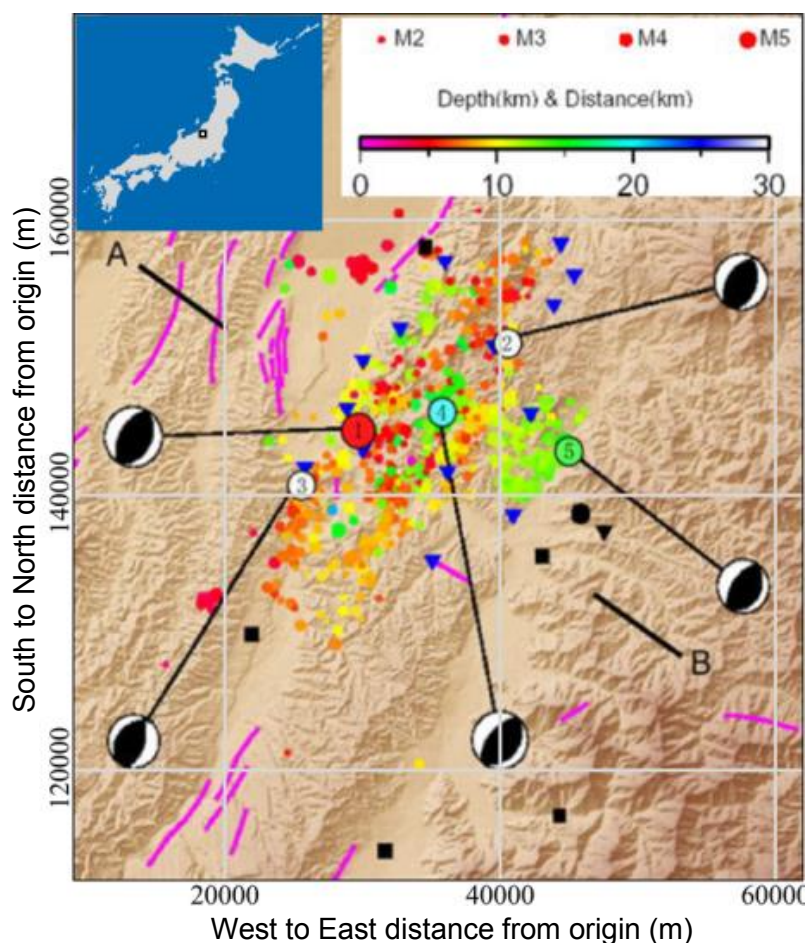 M2 M3 M4 M5
Depth(km) & Distance(km)
0 10 20 30
South to North distance from origin (m)
160000
140000
120000
A
2
4
1
5
3
B
20000 40000 60000
West to East distance from origin (m)